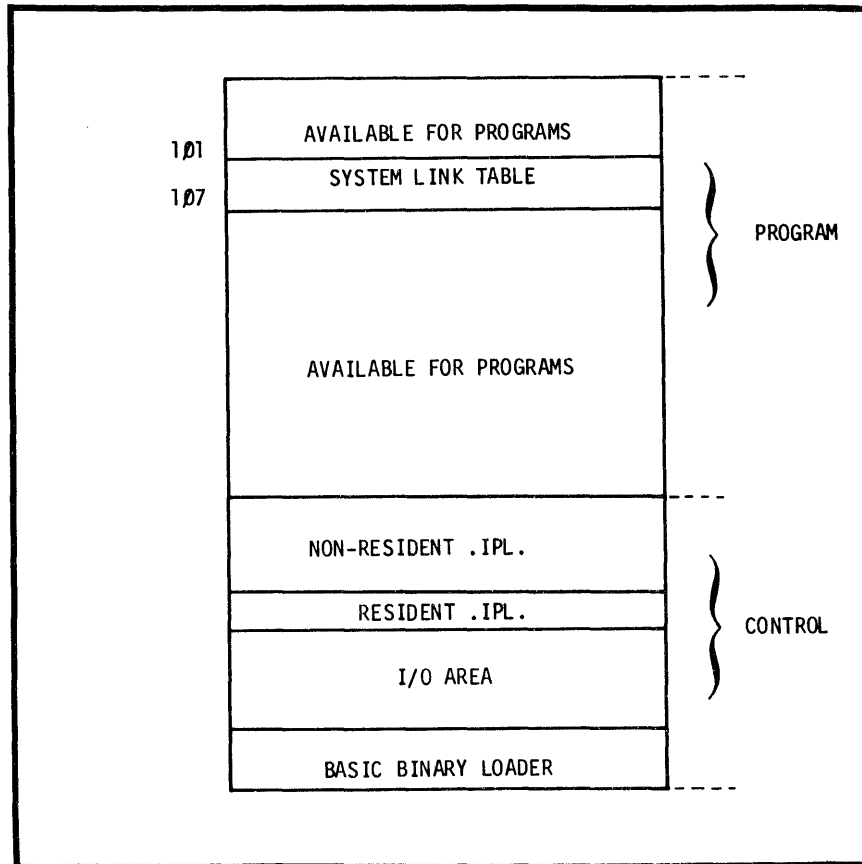 AVAILABLE FOR PROGRAMS
1Ø1
SYSTEM LINK TABLE
1Ø7
PROGRAM
AVAILABLE FOR PROGRAMS
NON-RESIDENT .IPL.
RESIDENT .IPL.
CONTROL
I/O AREA
BASIC BINARY LOADER